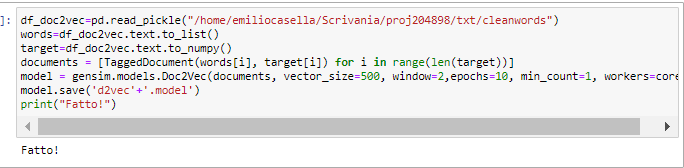 ]: df_doc2vec=pd.read_pickle("/home/emiliocasella/Scrivania/proj204898/txt/cleanwords")
words=df_doc2vec.text.to_list()
target=df_doc2vec.text.to_numpy()
documents = [TaggedDocument(words[i], target[i]) for i in range(len(target))]
model = gensim.models.Doc2Vec(documents, vector_size=500, window=2,epochs=10, min_count=1, workers=core
model.save('d2vec'+'.model')
print("Fatto!")
Fatto!